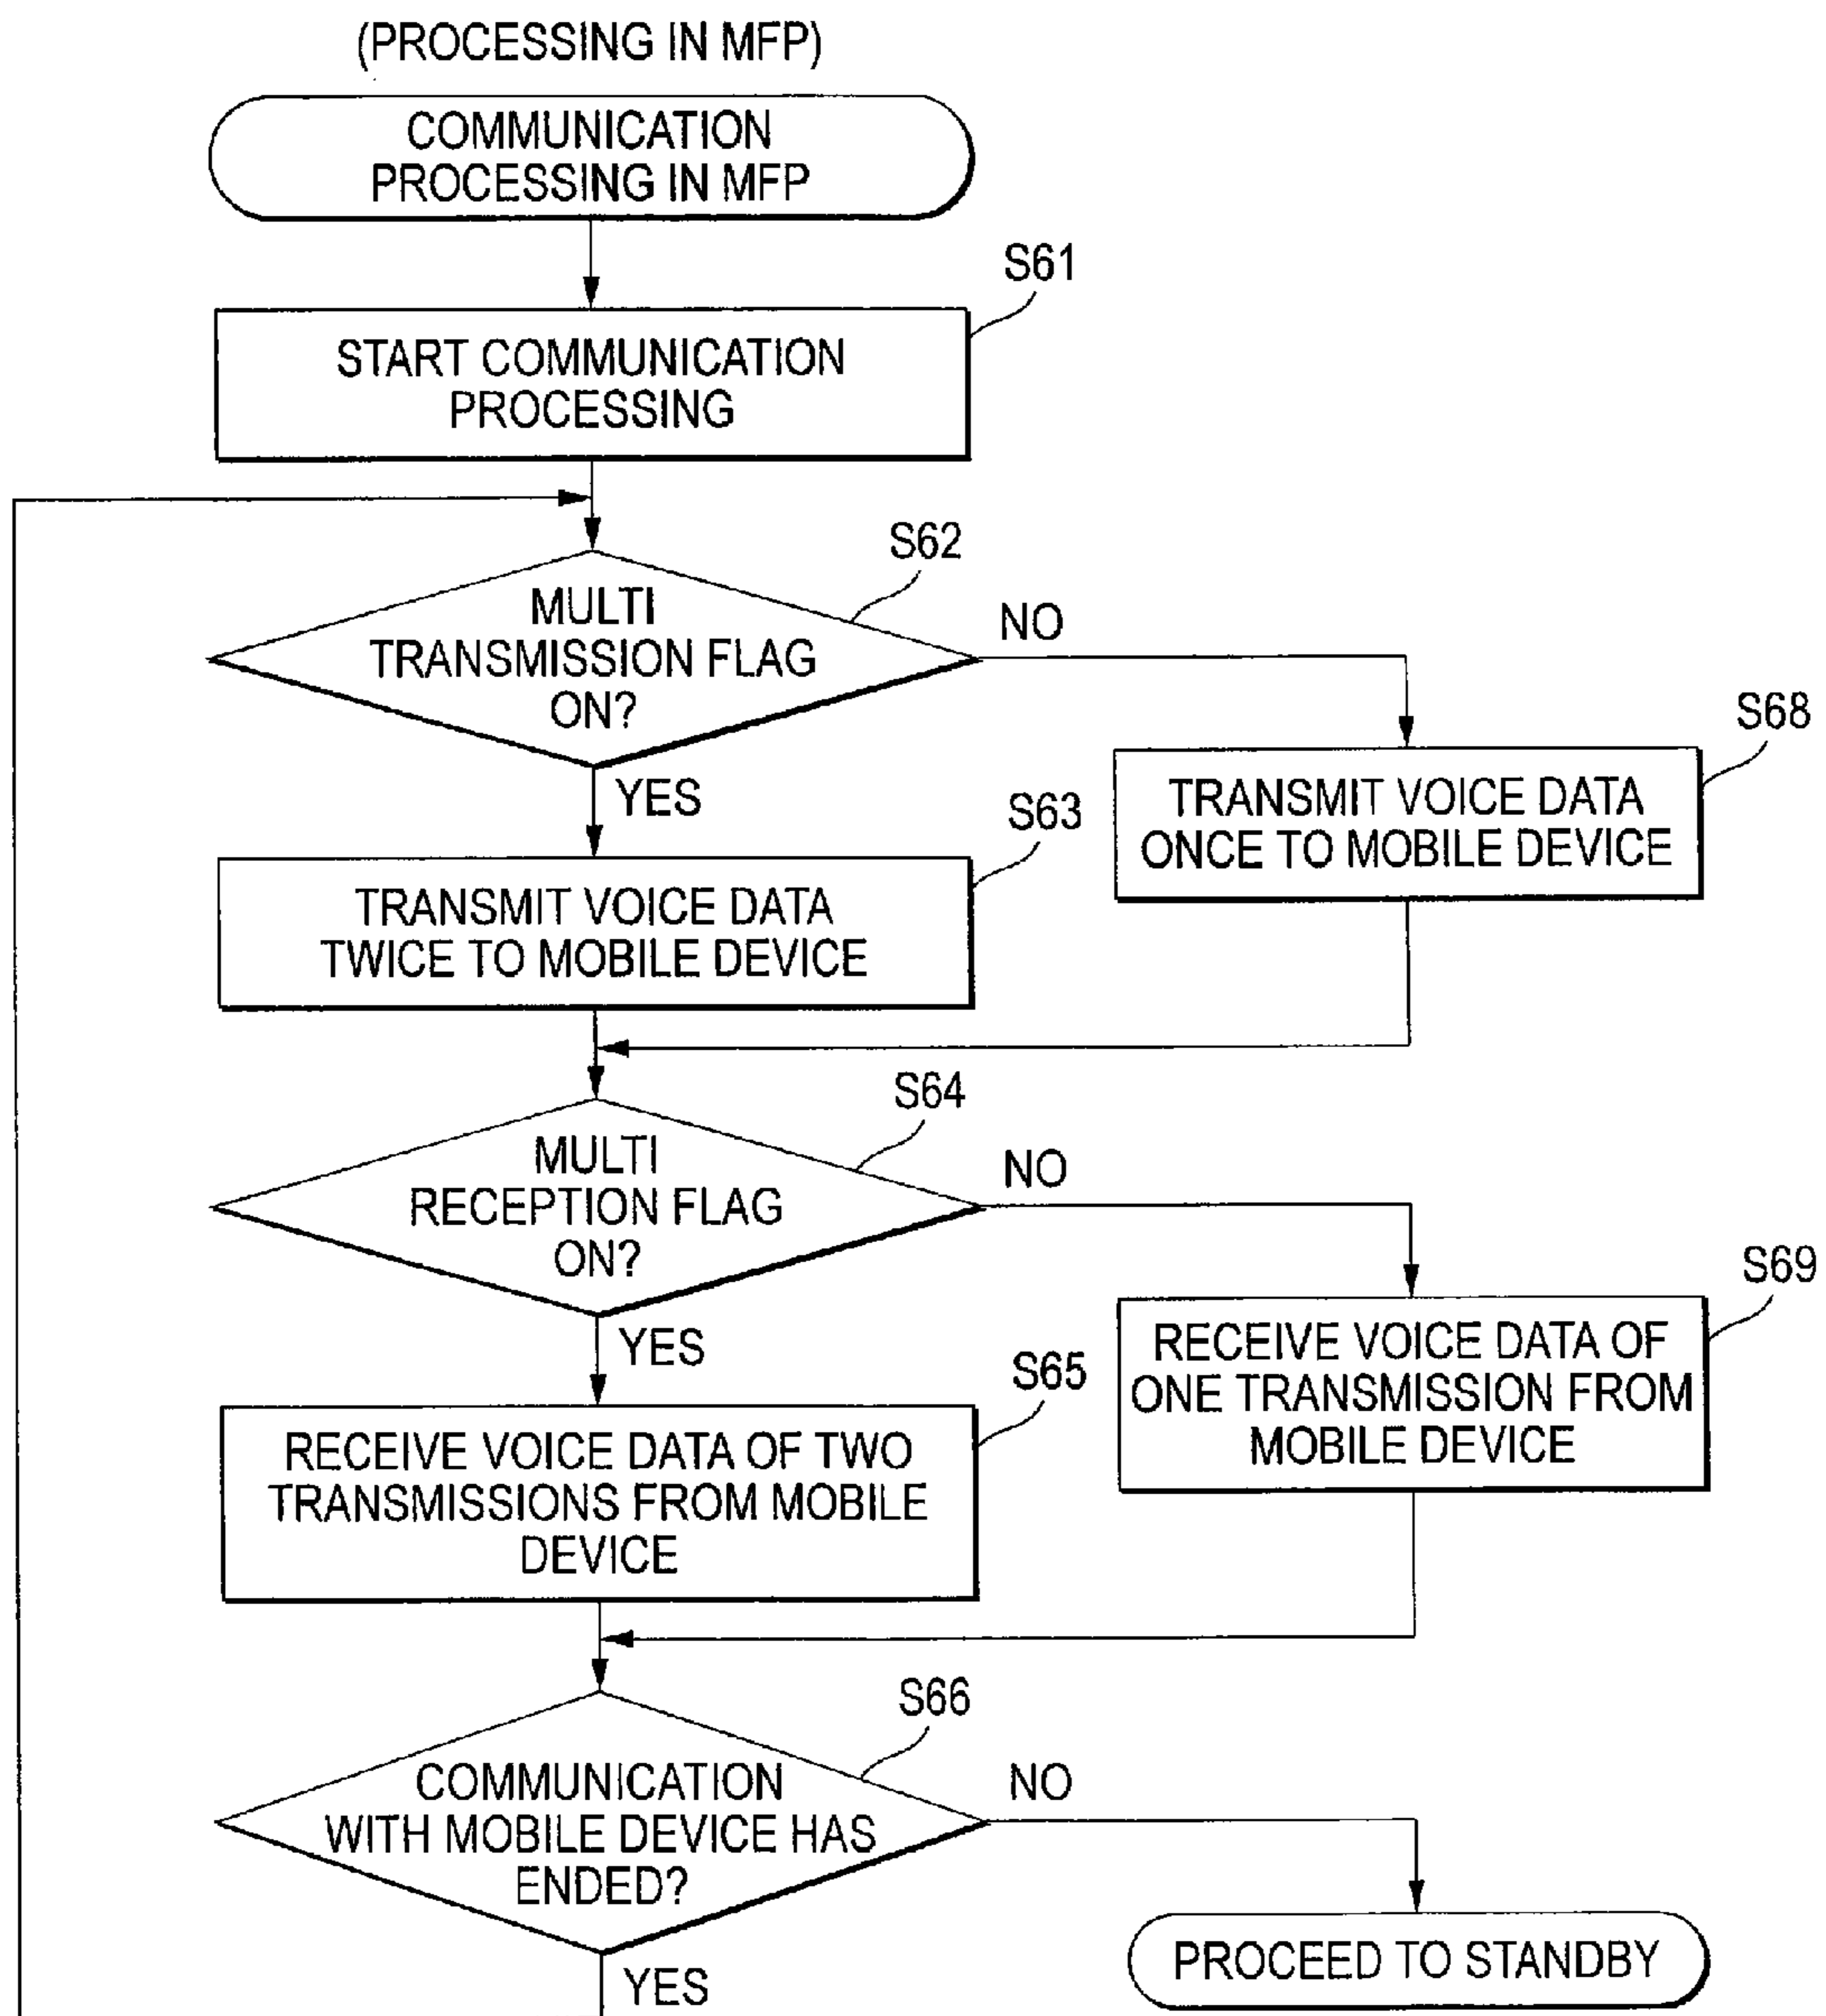 (PROCESSING IN MFP)
COMMUNICATION
PROCESSING IN MFP
S61
START COMMUNICATION
PROCESSING
S62
MULTI
TRANSMISSION FLAG
ON?
NO
YES
S68
TRANSMIT VOICE DATA
ONCE TO MOBILE DEVICE
S63
TRANSMIT VOICE DATA
TWICE TO MOBILE DEVICE
S64
MULTI
RECEPTION FLAG
ON?
NO
YES
S69
RECEIVE VOICE DATA OF
ONE TRANSMISSION FROM
MOBILE DEVICE
S65
RECEIVE VOICE DATA OF TWO
TRANSMISSIONS FROM MOBILE
DEVICE
S66
COMMUNICATION
WITH MOBILE DEVICE HAS
ENDED?
NO
PROCEED TO STANDBY
YES